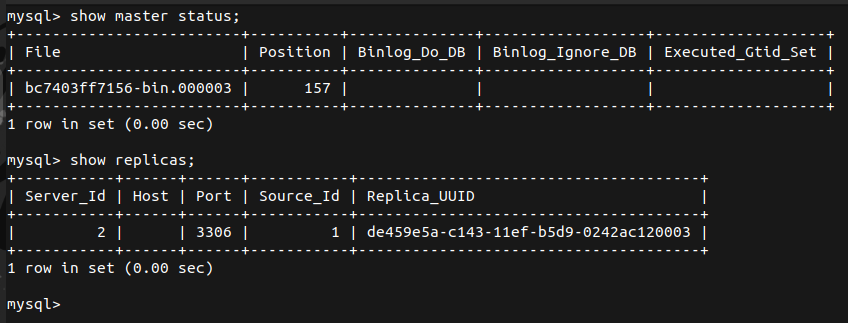 mysql> show master status;
+-------------------------+----------+--------------+------------------+-------------------+
| File                    | Position | Binlog_Do_DB | Binlog_Ignore_DB | Executed_Gtid_Set |
+-------------------------+----------+--------------+------------------+-------------------+
| bc7403ff7156-bin.000003 |      157 |              |                  |                   |
+-------------------------+----------+--------------+------------------+-------------------+
1 row in set (0.00 sec)

mysql> show replicas;
+-----------+------+------+-----------+--------------------------------------+
| Server_Id | Host | Port | Source_Id | Replica_UUID                         |
+-----------+------+------+-----------+--------------------------------------+
|         2 |      | 3306 |         1 | de459e5a-c143-11ef-b5d9-0242ac120003 |
+-----------+------+------+-----------+--------------------------------------+
1 row in set (0.00 sec)

mysql>